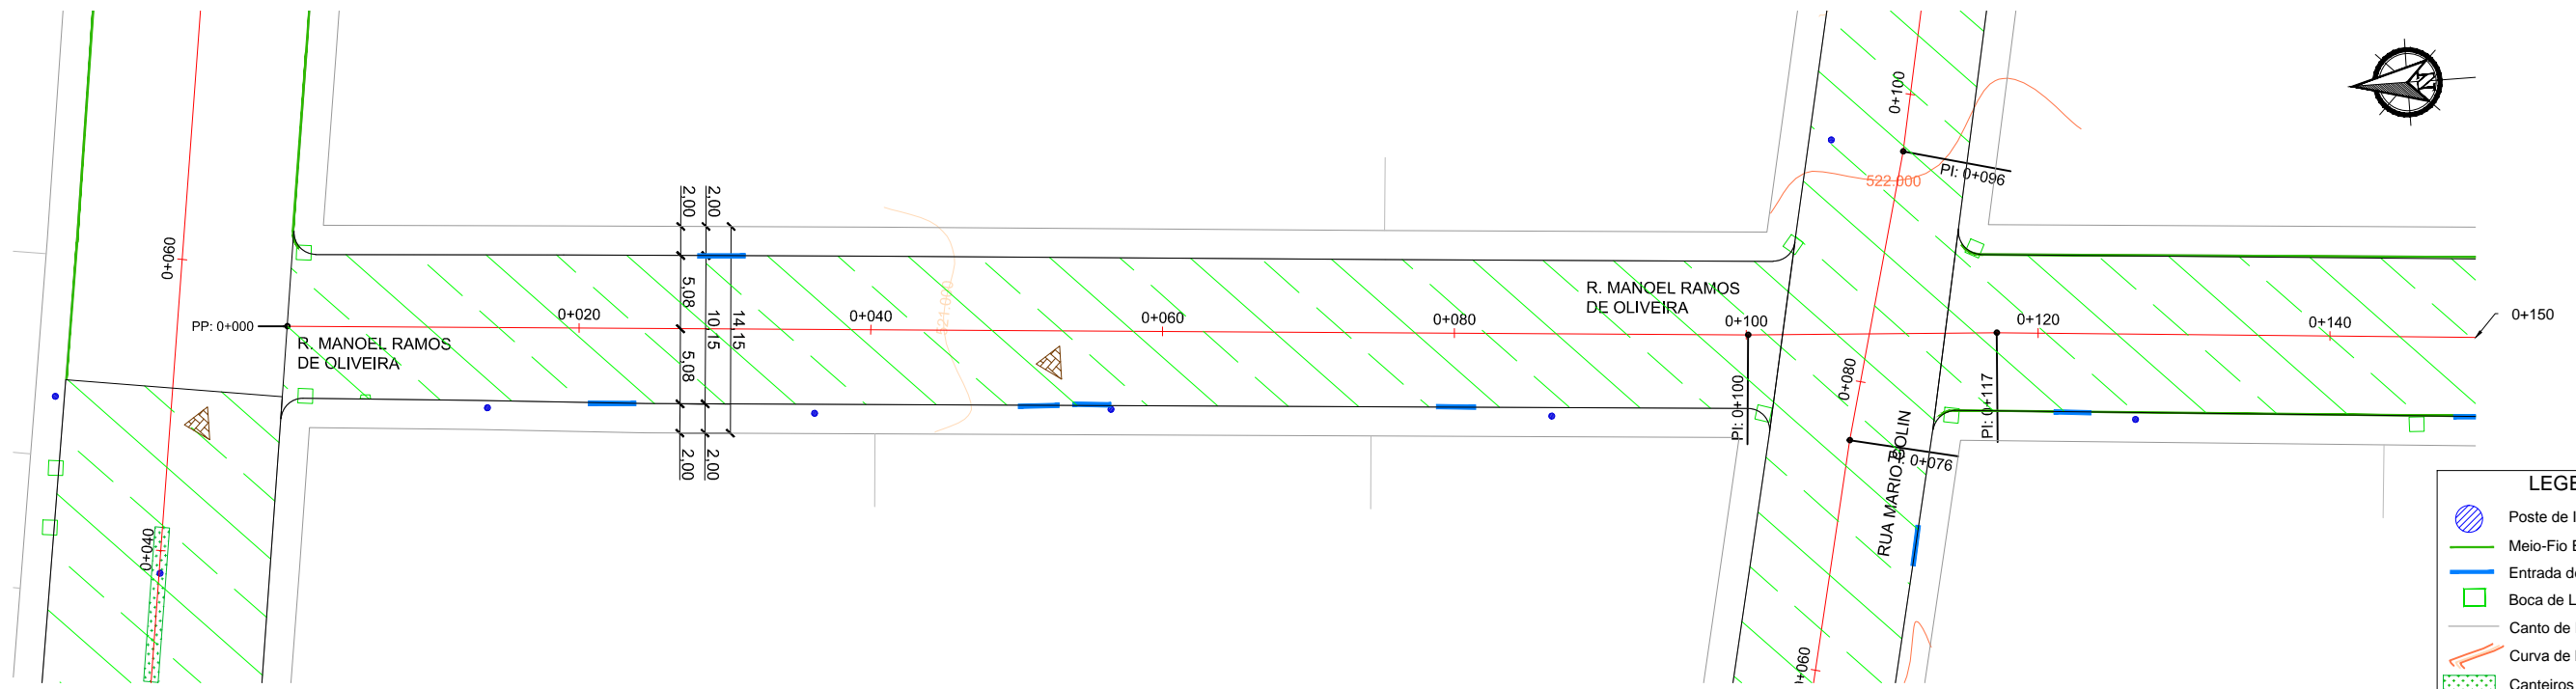 0+100
PI: 0+096
522.000
2,00
2,00
0+060
PP: 0+000
R. MANOEL RAMOS
DE OLIVEIRA
0+020
5,08
10,15
14,15
5,08
2,00
2,00
0+040
521.000
0+060
0+080
R. MANOEL RAMOS
DE OLIVEIRA
0+100
PI: 0+100
0+080
PI: 0+117
0+120
0+140
0+150
0+076
RUA MARIO
0+040
0+060
Poste de
Meio-Fio
Entrada
Boca de
Canto de
Curva de
Canteiros